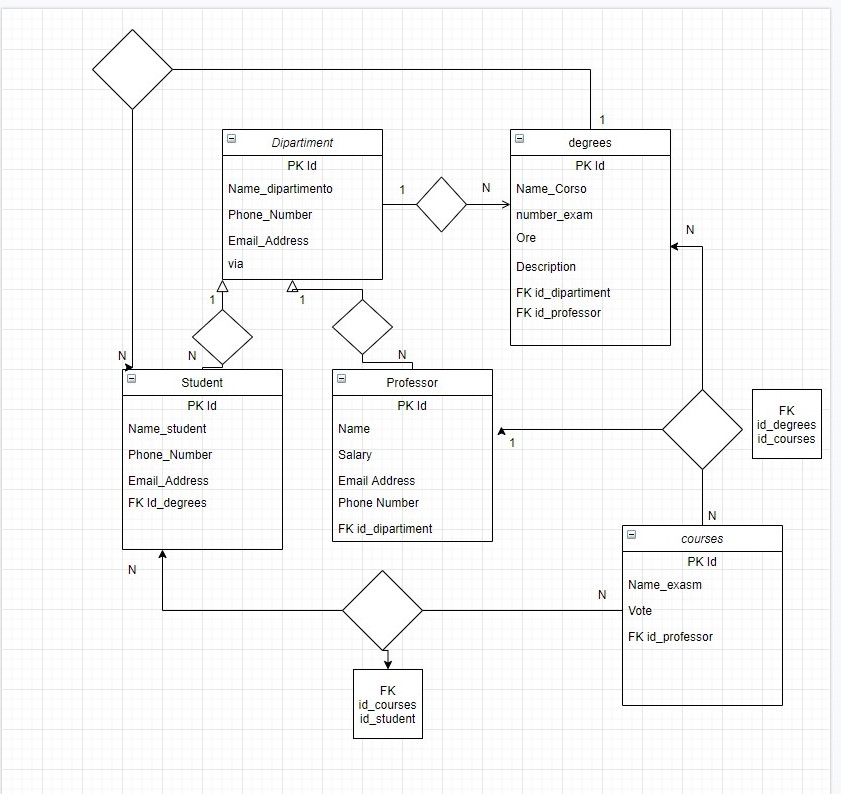 1
Dipartiment
PK Id
Name_dipartimento
Phone_Number
Email_Address
via
1
N
degrees
PK Id
Name_Corso
number_exam
Ore
Description
FK id_dipartiment
FK id_professor
N
1
1
N
N
N
Student
PK Id
Name_student
Phone_Number
Email_Address
FK Id_degrees
Professor
PK Id
Name
Salary
Email Address
Phone Number
FK id_dipartiment
1
FK
id_degrees
id_courses
N
courses
PK Id
Name_exasm
Vote
FK id_professor
N
N
FK
id_courses
id_student